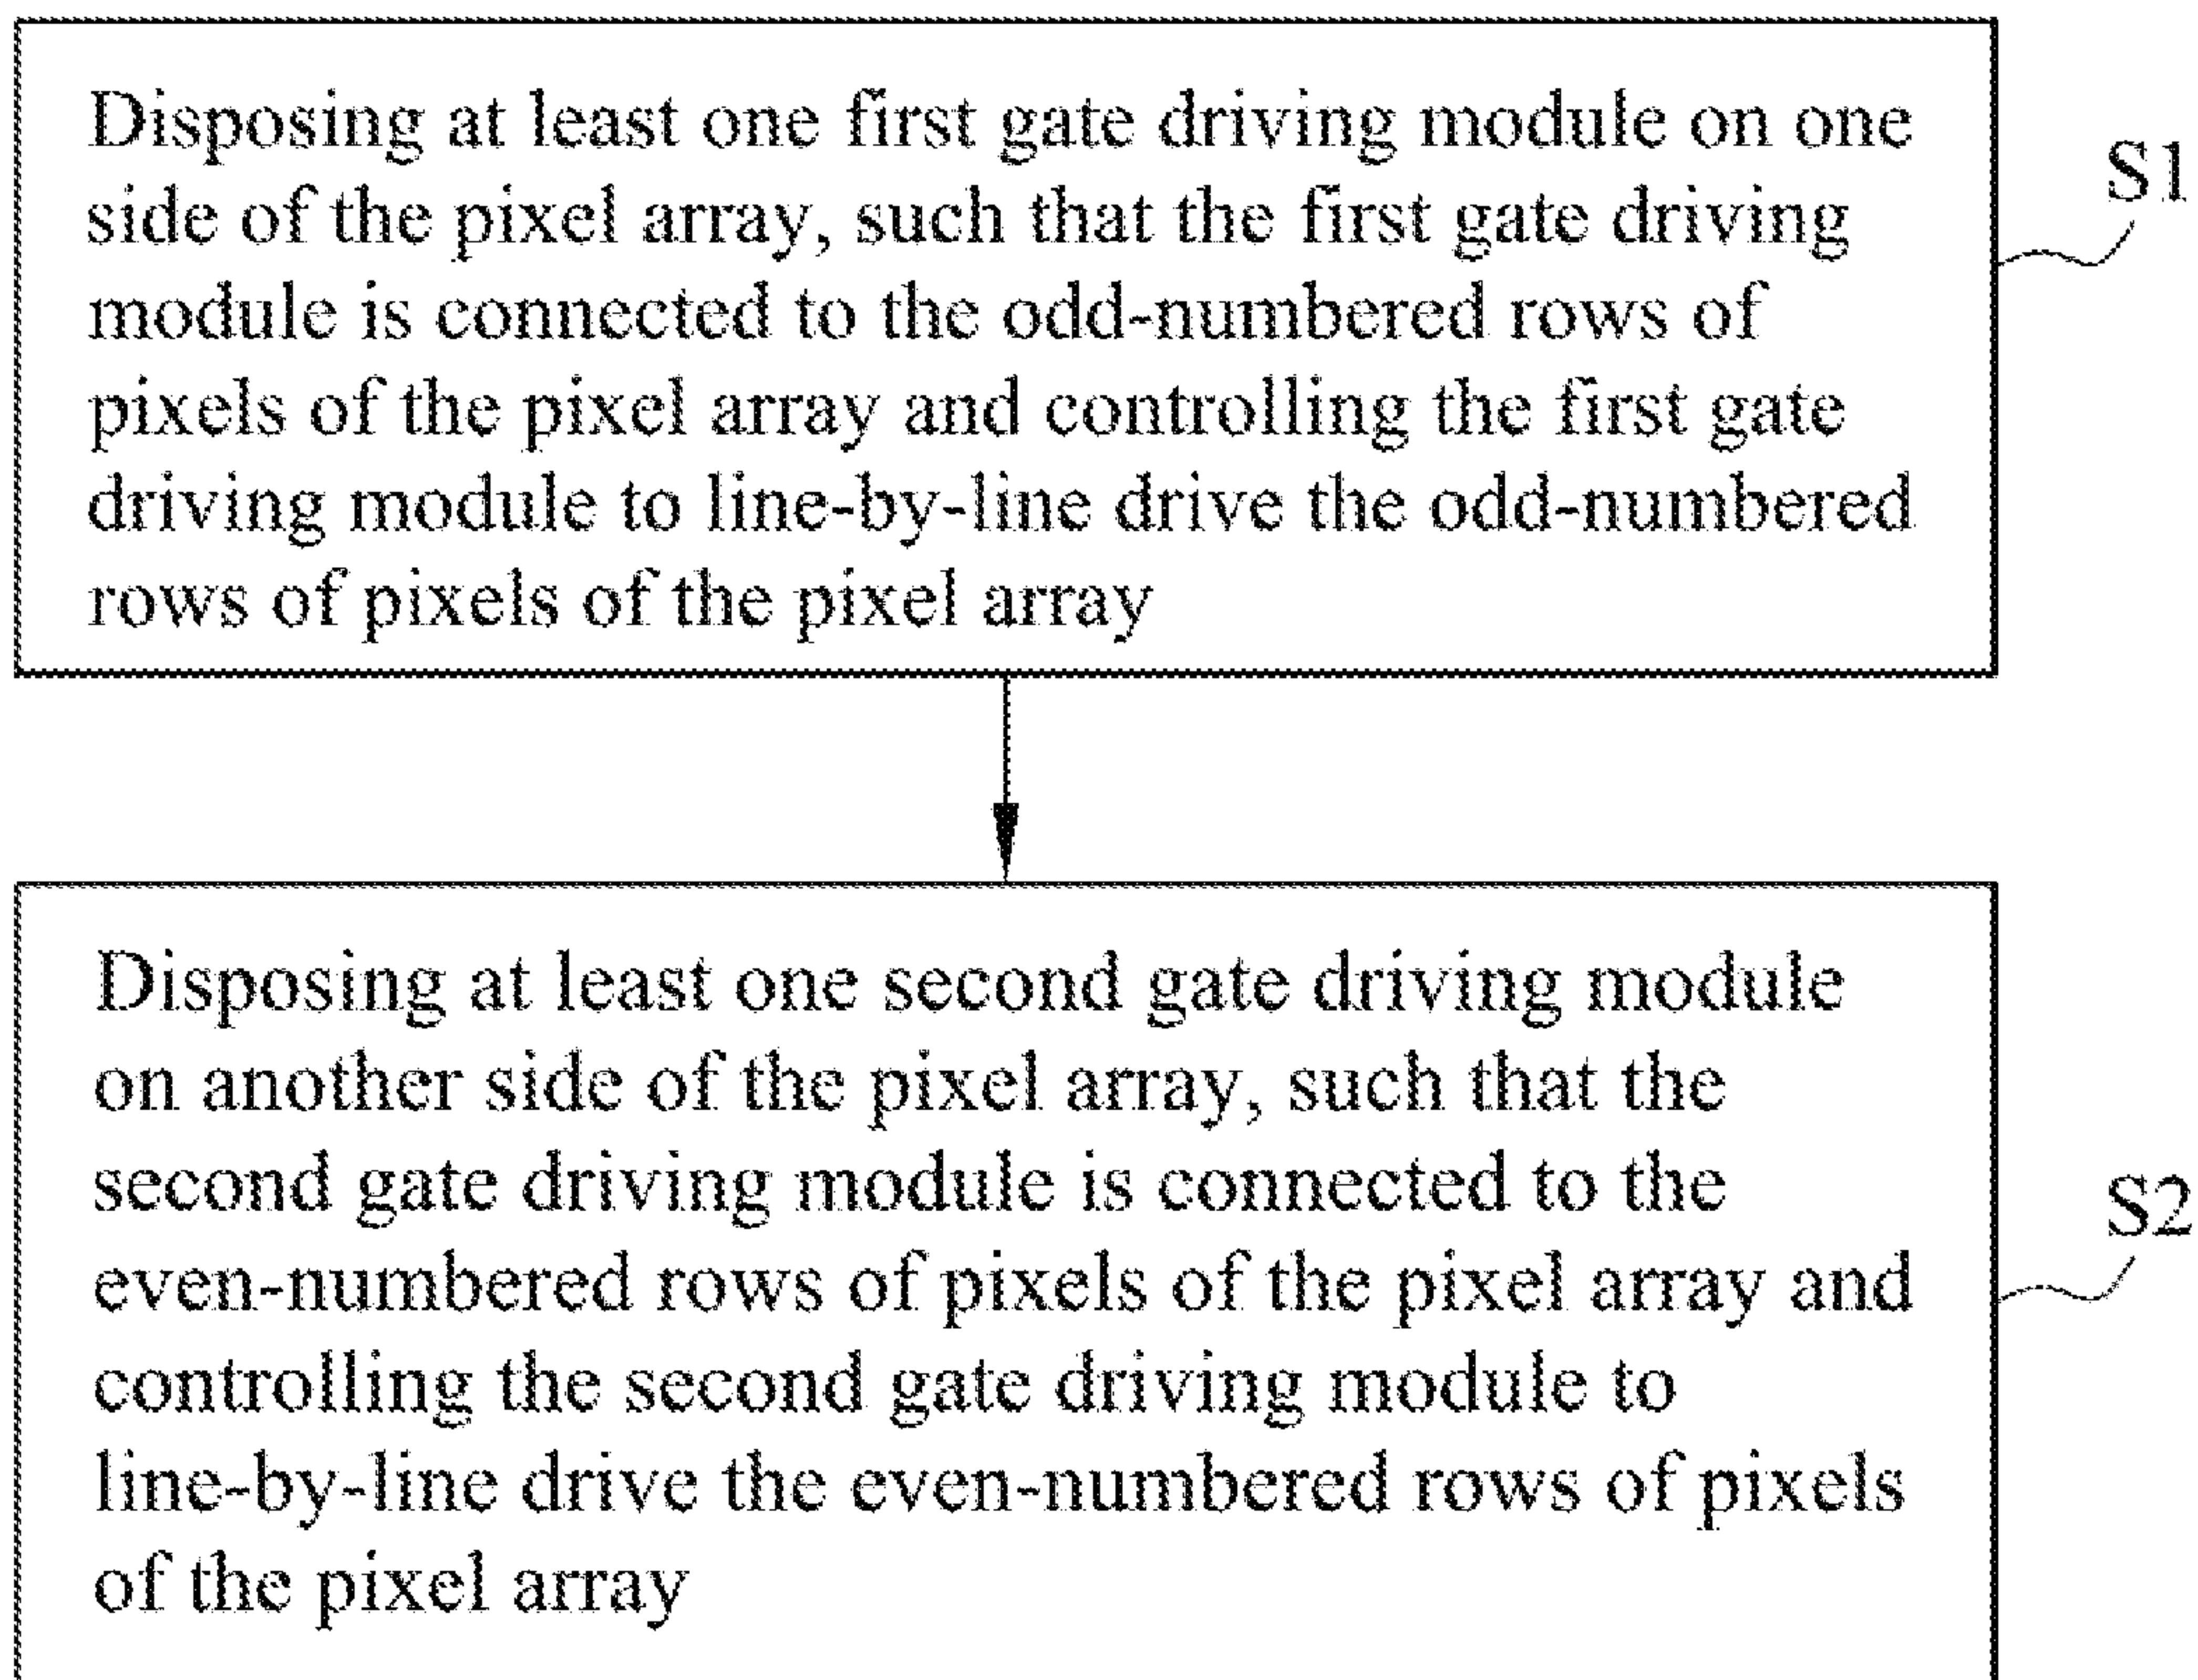 Disposing at least one first gate driving module on one
side of the pixel array, such that the first gate driving
module is connected to the odd-numbered rows of
pixels of the pixel array and controlling the first gate
driving module to line-by-line drive the odd-numbered
rows of pixels of the pixel array
S1
Disposing at least one second gate driving module
on another side of the pixel array, such that the
second gate driving module is connected to the
even-numbered rows of pixels of the pixel array and
controlling the second gate driving module to
line-by-line drive the even-numbered rows of pixels
of the pixel array
S2